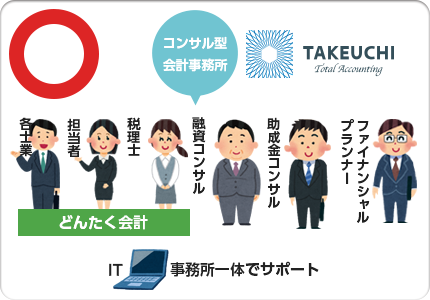 コンサル型
会計事務所
TAKEUCHI
Total Accounting
各士業
担当者
税理士
融資コンサル
助成金コンサル
ファイナンシャル
プランナー
どんたく会計
IT
事務所一体でサポート